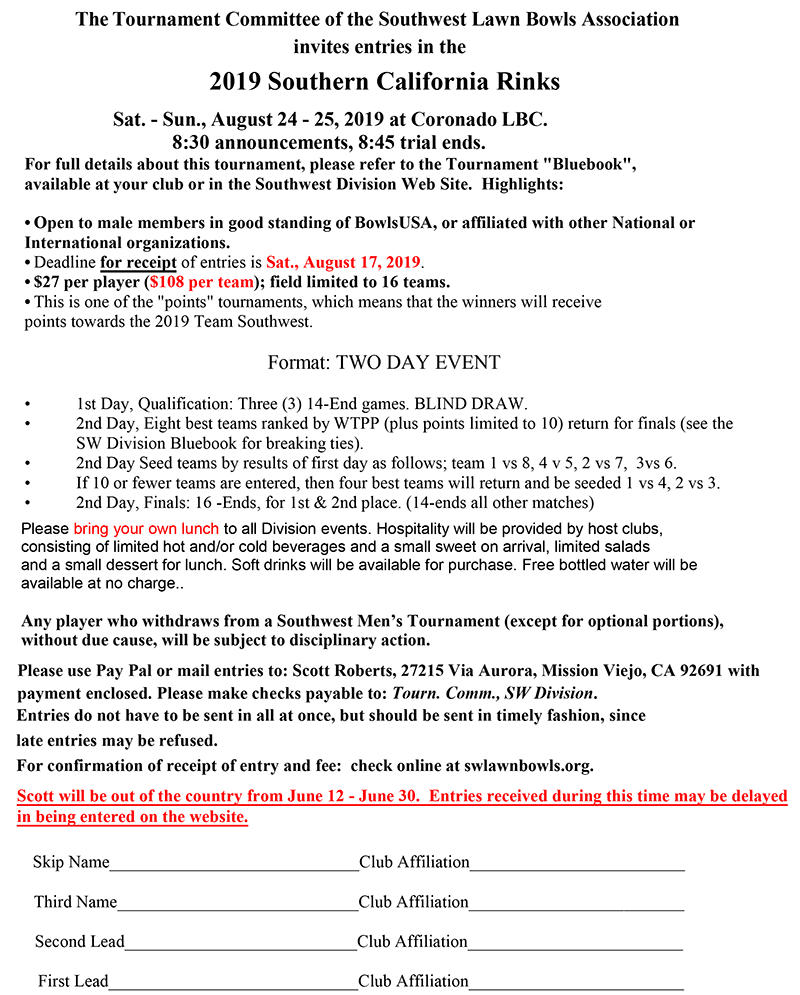 The Tournament Committee of the Southwest Lawn Bowls Association
invites entries in the
2019 Southern California Rinks
Sat. - Sun., August 24 - 25, 2019 at Coronado LBC.
8:30 announcements, 8:45 trial ends.
For full details about this tournament, please refer to the Tournament "Bluebook",
available at your club or in the Southwest Division Web Site.  Highlights:
• Open to male members in good standing of BowlsUSA, or affiliated with other National or
International organizations.
• Deadline for receipt of entries is Sat., August 17, 2019.
• $27 per player ($108 per team); field limited to 16 teams.
• This is one of the "points" tournaments, which means that the winners will receive
points towards the 2019 Team Southwest.
Format: TWO DAY EVENT
• 1st Day, Qualification: Three (3) 14-End games. BLIND DRAW.
• 2nd Day, Eight best teams ranked by WTPP (plus points limited to 10) return for finals (see the
SW Division Bluebook for breaking ties).
• 2nd Day Seed teams by results of first day as follows; team 1 vs 8, 4 v 5, 2 vs 7,  3vs 6.
• If 10 or fewer teams are entered, then four best teams will return and be seeded 1 vs 4, 2 vs 3.
• 2nd Day, Finals: 16 -Ends, for 1st & 2nd place. (14-ends all other matches)
Please bring your own lunch to all Division events. Hospitality will be provided by host clubs,
consisting of limited hot and/or cold beverages and a small sweet on arrival, limited salads
and a small dessert for lunch. Soft drinks will be available for purchase. Free bottled water will be
available at no charge..
Any player who withdraws from a Southwest Men’s Tournament (except for optional portions),
without due cause, will be subject to disciplinary action.
Please use Pay Pal or mail entries to: Scott Roberts, 27215 Via Aurora, Mission Viejo, CA 92691 with
payment enclosed. Please make checks payable to: Tourn. Comm., SW Division.
Entries do not have to be sent in all at once, but should be sent in timely fashion, since
late entries may be refused.
For confirmation of receipt of entry and fee:  check online at swlawnbowls.org.
Scott will be out of the country from June 12 - June 30.  Entries received during this time may be delayed
in being entered on the website.
Skip Name____________________________Club Affiliation________________________
Third Name___________________________Club Affiliation________________________
Second Lead__________________________Club Affiliation________________________
First Lead____________________________Club Affiliation________________________